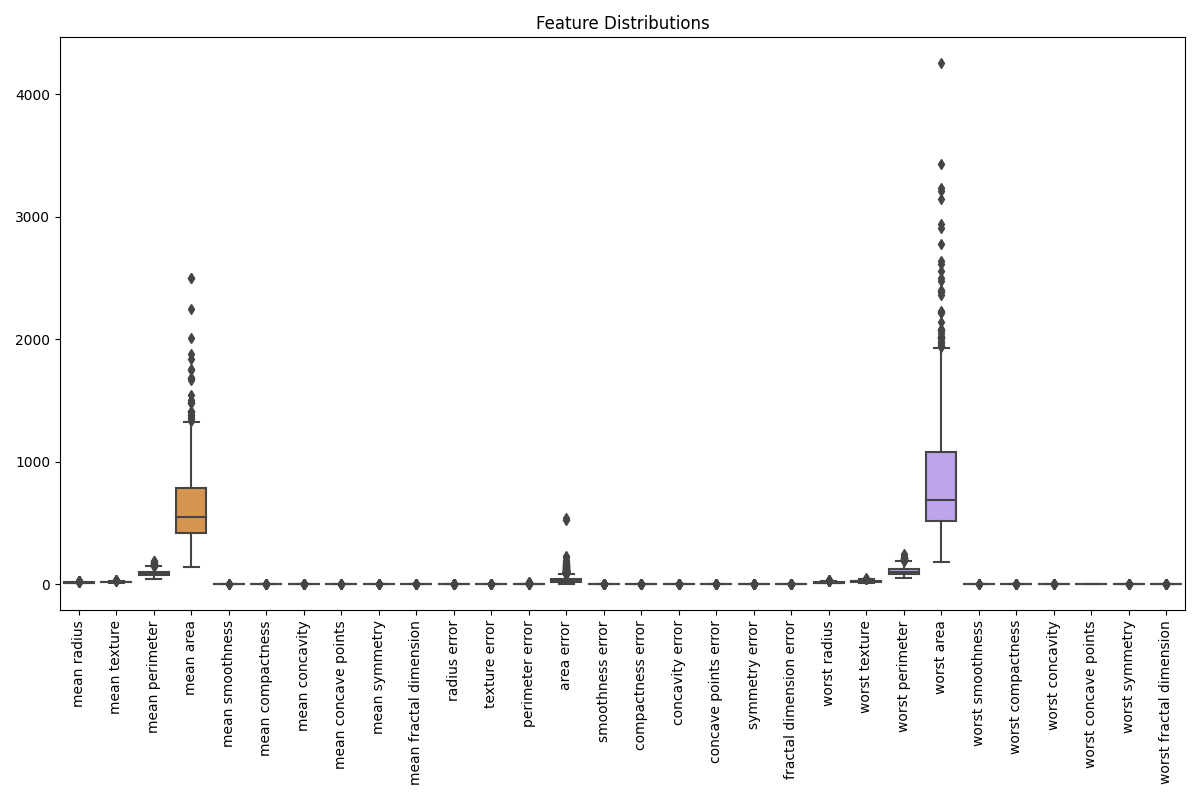 Feature Distributions
4000
3000
2000
1000
0
mean radius
mean texture
mean perimeter
mean area
mean smoothness
mean compactness
mean concavity
mean concave points
mean symmetry
mean fractal dimension
radius error
texture error
perimeter error
area error
smoothness error
compactness error
concavity error
concave points error
symmetry error
fractal dimension error
worst radius
worst texture
worst perimeter
worst area
worst smoothness
worst compactness
worst concavity
worst concave points
worst symmetry
worst fractal dimension